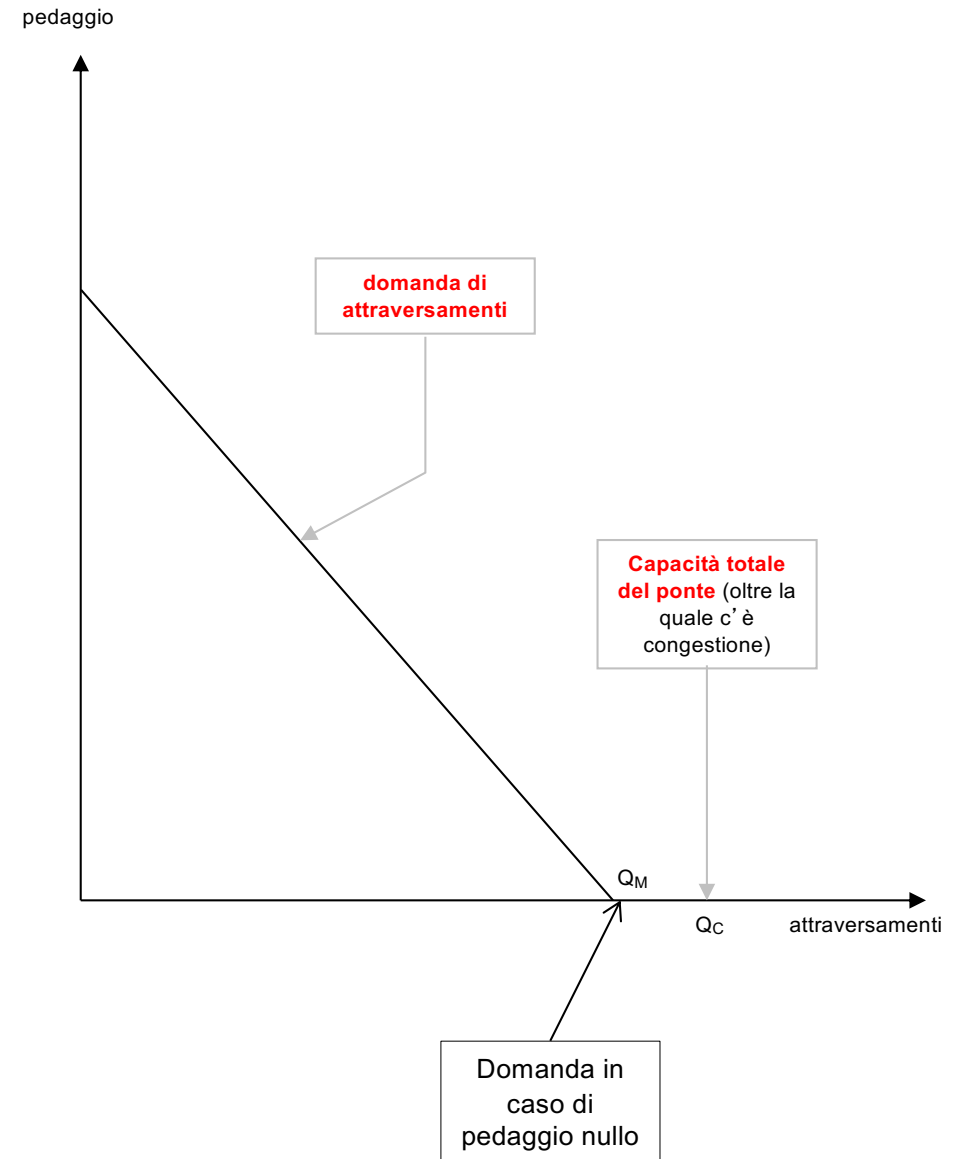 pedaggio
domanda di
attraversamenti
Capacità totale
del ponte (oltre la
quale c’è
congestione)
QM
QC
attraversamenti
Domanda in
caso di
pedaggio nullo